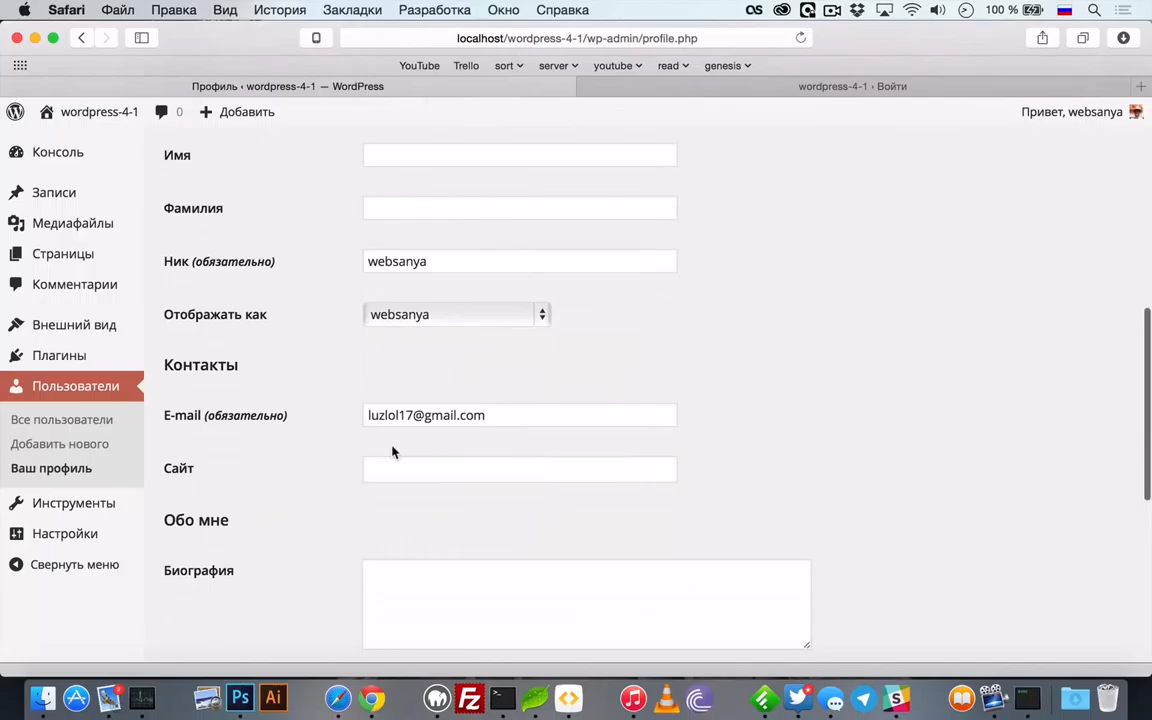 Safari Файл Правка Вид История Закладки Разработка Окно Справка 100 %
localhost/wordpress-4-1/wp-admin/profile.php
YouTube Trello sort server youtube read genesis
Профиль ‹ wordpress-4-1 — WordPress wordpress-4-1 › Войти
wordpress-4-1 0 Добавить Привет, websanya
Консоль
Записи
Медиафайлы
Страницы
Комментарии
Внешний вид
Плагины
Пользователи
Все пользователи
Добавить нового
Ваш профиль
Инструменты
Настройки
Свернуть меню
Имя
Фамилия
Ник (обязательно) websanya
Отображать как websanya
Контакты
E-mail (обязательно) luzlol17@gmail.com
Сайт
Обо мне
Биография
Ps Ai